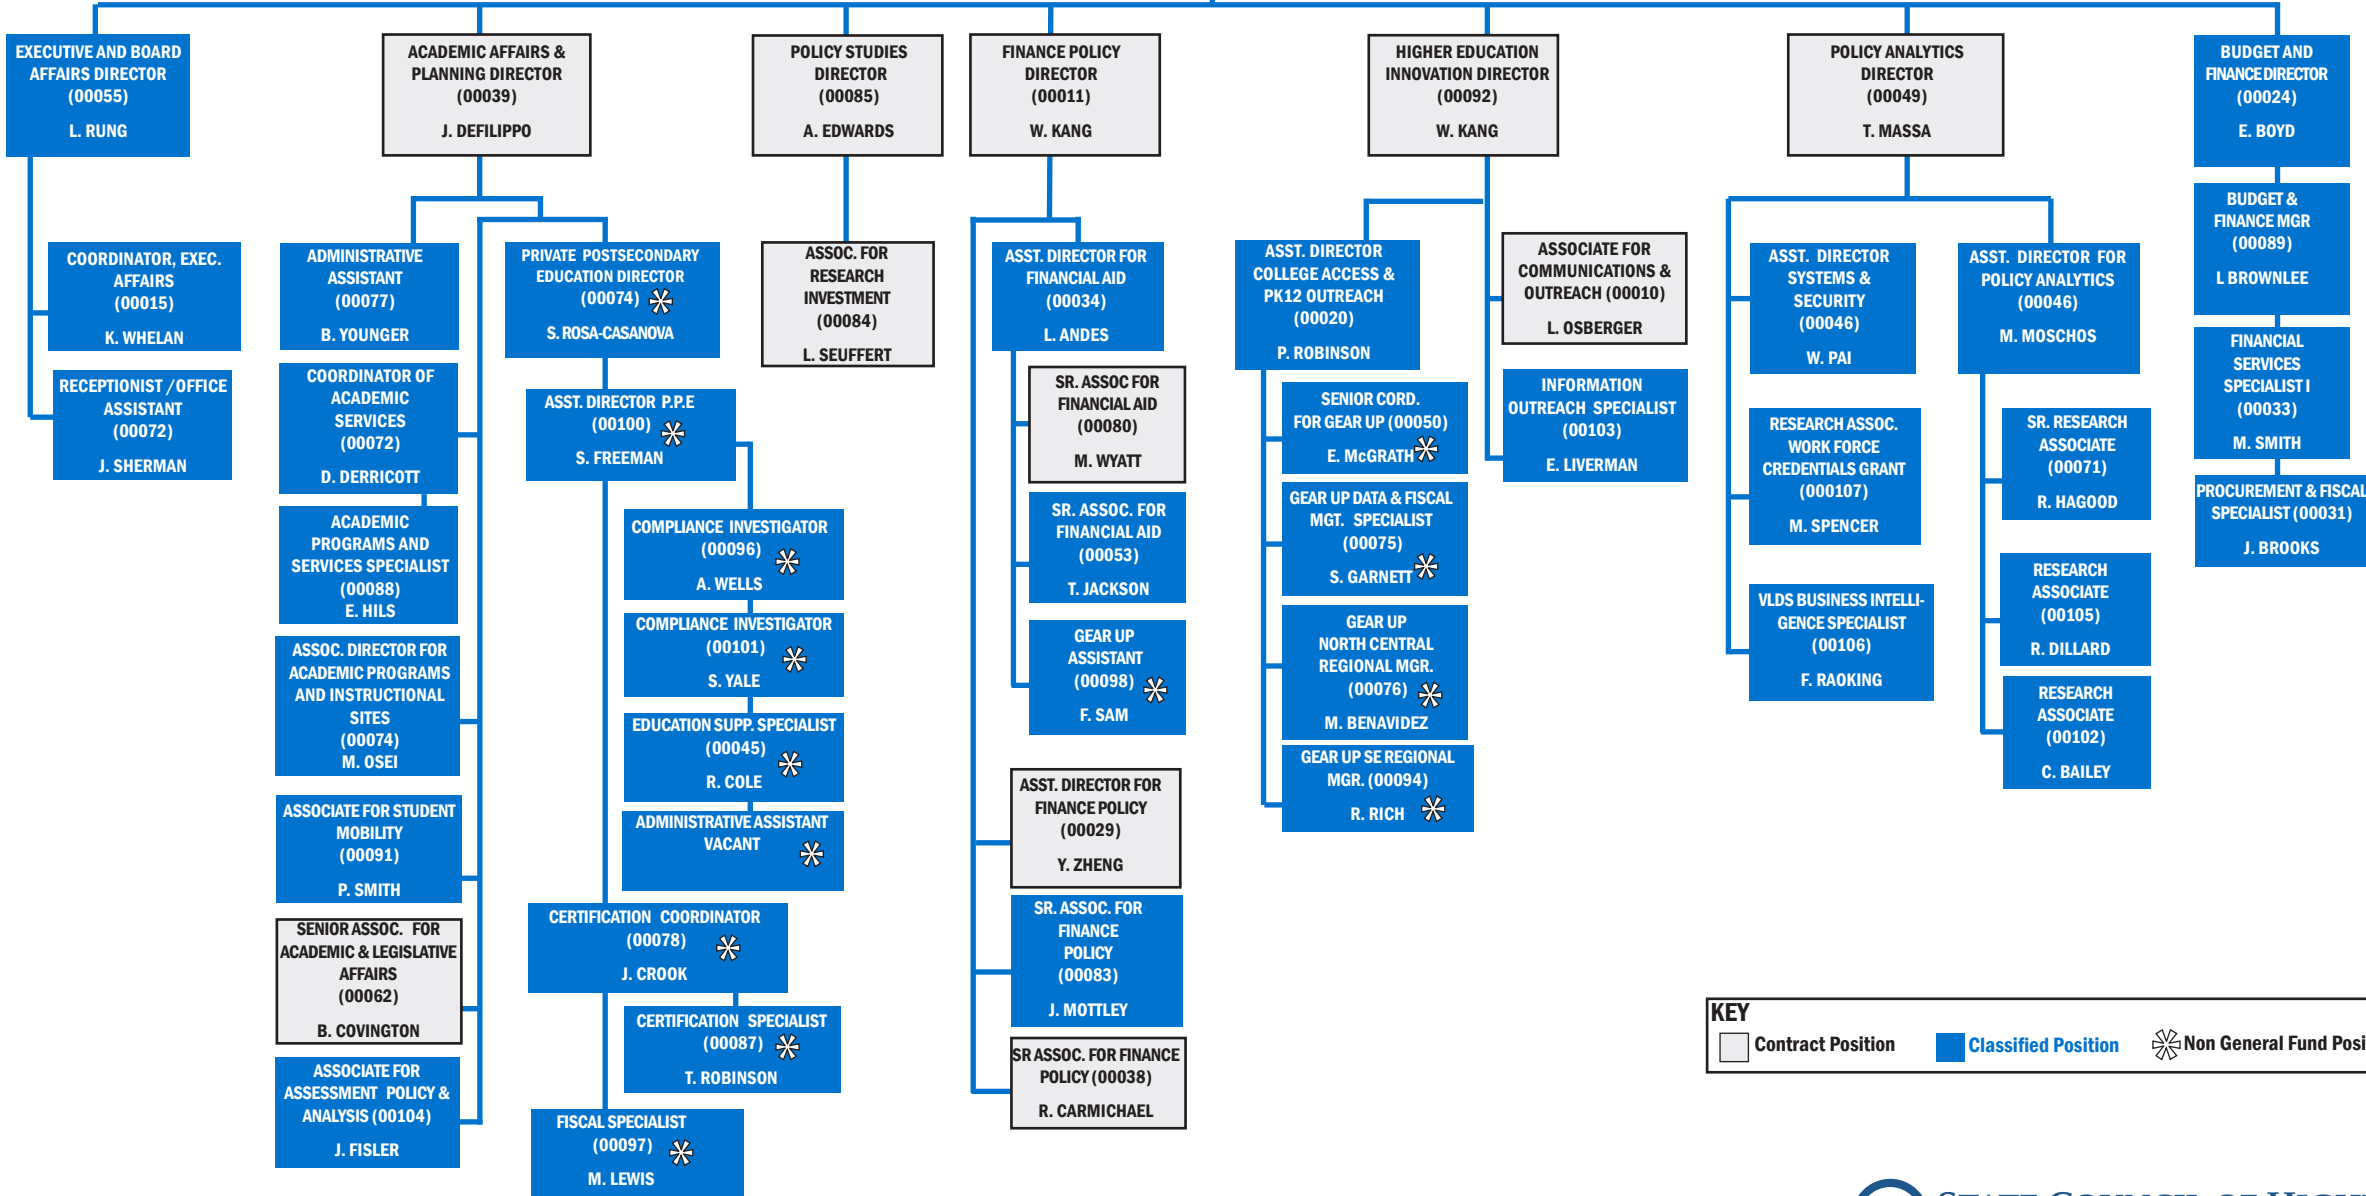 EXECUTIVE AND BOARD
AFFAIRS DIRECTOR
(00055)
L. RUNG
COORDINATOR, EXEC.
AFFAIRS
(00015)
K. WHELAN
RECEPTIONIST /OFFICE
ASSISTANT
(00072)
J. SHERMAN
ACADEMIC AFFAIRS &
PLANNING DIRECTOR
(00039)
J. DEFILIPPO
ADMINISTRATIVE
ASSISTANT
(00077)
B. YOUNGER
COORDINATOR OF
ACADEMIC
SERVICES
(00072)
D. DERRICOTT
ACADEMIC
PROGRAMS AND
SERVICES SPECIALIST
(00088)
E. HILS
ASSOC. DIRECTOR FOR
ACADEMIC PROGRAMS
AND INSTRUCTIONAL
SITES
(00074)
M. OSEI
ASSOCIATE FOR STUDENT
MOBILITY
(00091)
P. SMITH
SENIOR ASSOC. FOR
ACADEMIC & LEGISLATIVE
AFFAIRS
(00062)
B. COVINGTON
ASSOCIATE FOR
ASSESSMENT POLICY &
ANALYSIS (00104)
J. FISLER
PRIVATE POSTSECONDARY
EDUCATION DIRECTOR
(00074)
S. ROSA-CASANOVA
ASST. DIRECTOR P.P.E
(00100)
S. FREEMAN
COMPLIANCE INVESTIGATOR
(00096)
A. WELLS
COMPLIANCE INVESTIGATOR
(00101)
S. YALE
EDUCATION SUPP. SPECIALIST
(00045)
R. COLE
ADMINISTRATIVE ASSISTANT
VACANT
CERTIFICATION COORDINATOR
(00078)
J. CROOK
CERTIFICATION SPECIALIST
(00087)
T. ROBINSON
FISCAL SPECIALIST
(00097)
M. LEWIS
POLICY STUDIES
DIRECTOR
(00085)
A. EDWARDS
ASSOC. FOR
RESEARCH
INVESTMENT
(00084)
L. SEUFFERT
FINANCE POLICY
DIRECTOR
(00011)
W. KANG
ASST. DIRECTOR FOR
FINANCIAL AID
(00034)
L. ANDES
SR. ASSOC FOR
FINANCIAL AID
(00080)
M. WYATT
SR. ASSOC. FOR
FINANCIAL AID
(00053)
T. JACKSON
GEAR UP
ASSISTANT
(00098)
F. SAM
ASST. DIRECTOR FOR
FINANCE POLICY
(00029)
Y. ZHENG
SR. ASSOC. FOR
FINANCE
POLICY
(00083)
J. MOTTLEY
SR ASSOC. FOR FINANCE
POLICY (00038)
R. CARMICHAEL
HIGHER EDUCATION
INNOVATION DIRECTOR
(00092)
W. KANG
ASST. DIRECTOR
COLLEGE ACCESS &
PK12 OUTREACH
(00020)
P. ROBINSON
SENIOR CORD.
FOR GEAR UP (00050)
E. McGRATH
GEAR UP DATA & FISCAL
MGT. SPECIALIST
(00075)
S. GARNETT
GEAR UP
NORTH CENTRAL
REGIONAL MGR.
(00076)
M. BENAVIDEZ
GEAR UP SE REGIONAL
MGR. (00094)
R. RICH
ASSOCIATE FOR
COMMUNICATIONS &
OUTREACH (00010)
L. OSBERGER
INFORMATION
OUTREACH SPECIALIST
(00103)
E. LIVERMAN
POLICY ANALYTICS
DIRECTOR
(00049)
T. MASSA
ASST. DIRECTOR
SYSTEMS &
SECURITY
(00046)
W. PAI
RESEARCH ASSOC.
WORK FORCE
CREDENTIALS GRANT
(000107)
M. SPENCER
VLDS BUSINESS INTELLI-
GENCE SPECIALIST
(00106)
F. RAOKING
ASST. DIRECTOR FOR
POLICY ANALYTICS
(00046)
M. MOSCHOS
SR. RESEARCH
ASSOCIATE
(00071)
R. HAGOOD
RESEARCH
ASSOCIATE
(00105)
R. DILLARD
RESEARCH
ASSOCIATE
(00102)
C. BAILEY
BUDGET AND
FINANCE DIRECTOR
(00024)
E. BOYD
BUDGET &
FINANCE MGR
(00089)
L BROWNLEE
FINANCIAL
SERVICES
SPECIALIST I
(00033)
M. SMITH
PROCUREMENT & FISCAL
SPECIALIST (00031)
J. BROOKS
KEY
Contract Position
Classified Position
Non General Fund Posi